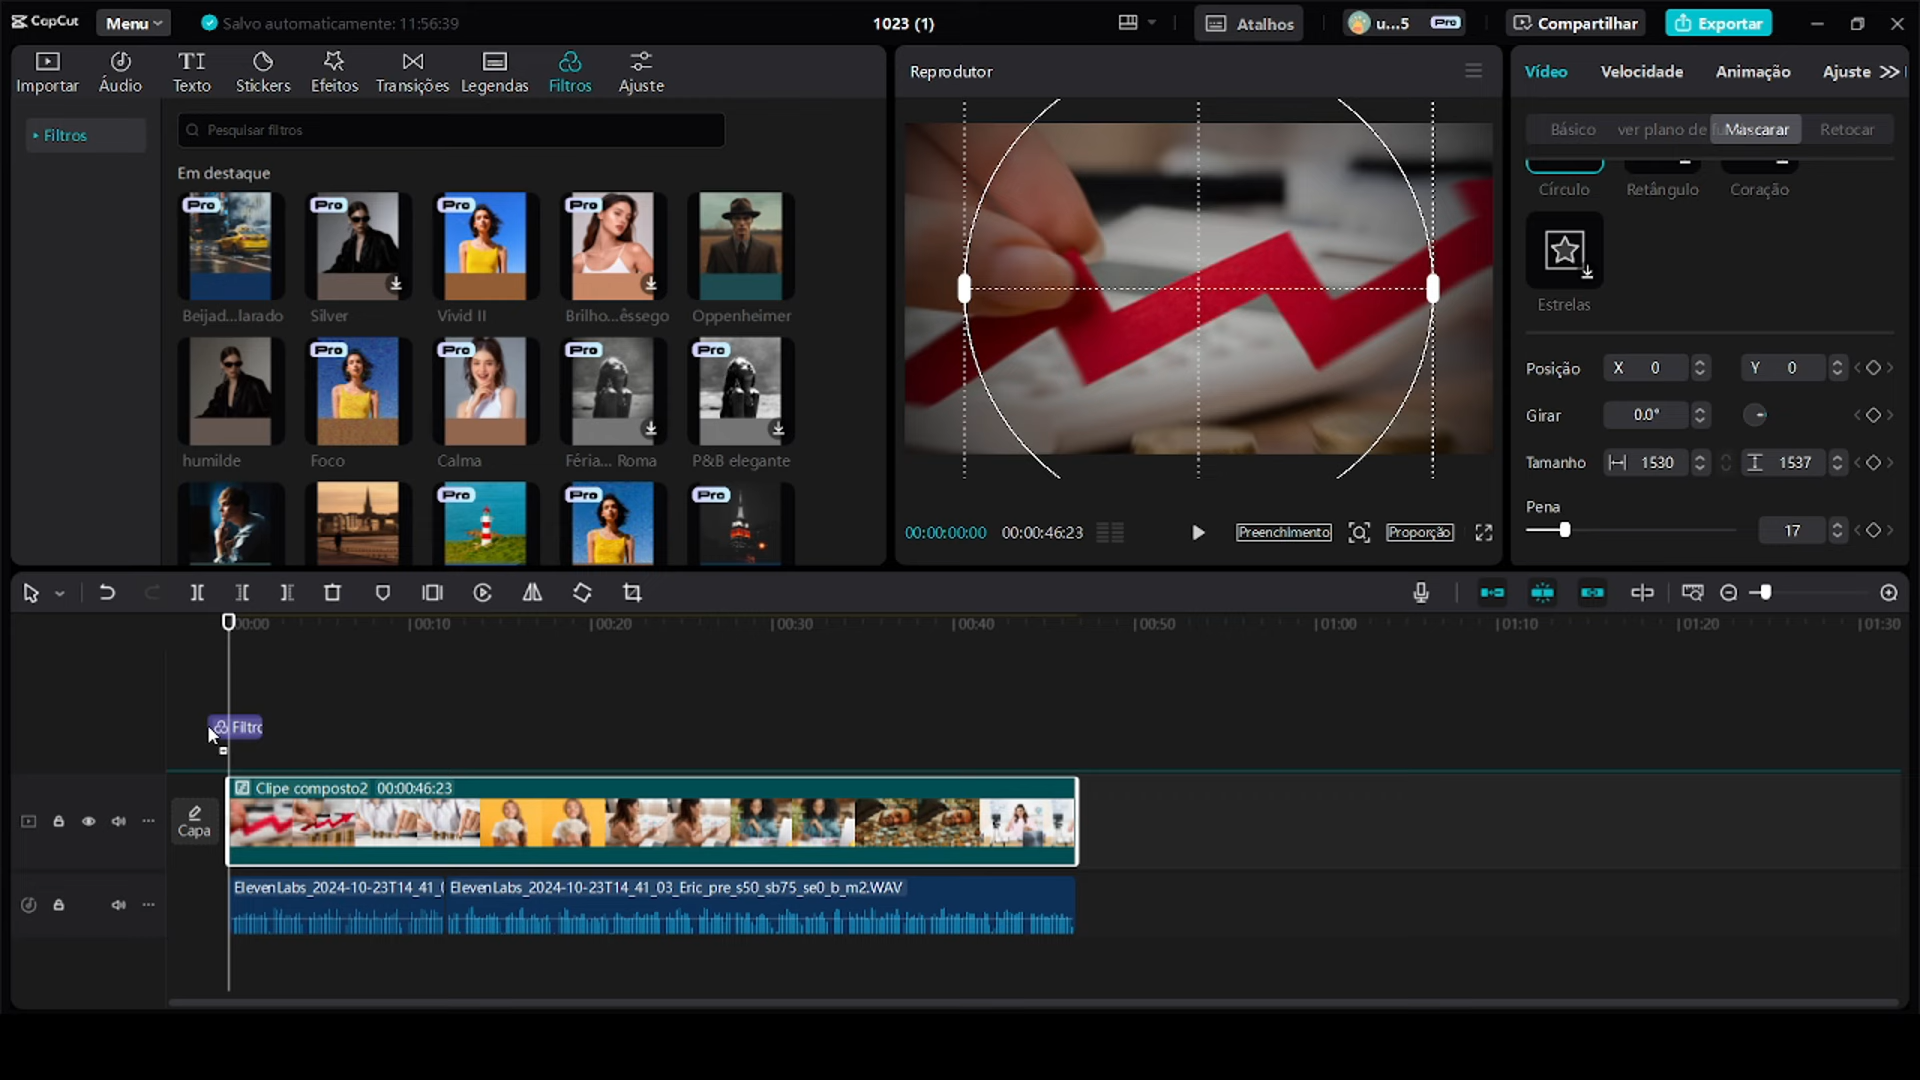 CapCut
Menu
Salvo automaticamente: 11:56:39
1023 (1)
Atalhos
u...5
Pro
Compartilhar
Exportar
Importar
Áudio
Texto
Stickers
Efeitos
Transições
Legendas
Filtros
Ajuste
Filtros
Pesquisar filtros
Em destaque
Pro
Pro
Pro
Pro
Beijad...larado
Silver
Vivid II
Brilho...êssego
Oppenheimer
Pro
Pro
Pro
Pro
humilde
Foco
Calma
Féria... Roma
P&B elegante
Pro
Pro
Pro
Reprodutor
00:00:00:00
00:00:46:23
Preenchimento
Proporção
Vídeo
Velocidade
Animação
Ajuste
Básico
ver plano de
Mascarar
Retocar
Círculo
Retângulo
Coração
Estrelas
Posição
X 0
Y 0
Girar
0.0°
Tamanho
1530
1537
Pena
17
00:00
00:10
00:20
00:30
00:40
00:50
01:00
01:10
01:20
01:30
Filtro
Capa
Clipe composto2 00:00:46:23
ElevenLabs_2024-10-23T14_41_
ElevenLabs_2024-10-23T14_41_03_Eric_pre_s50_sb75_se0_b_m2.WAV